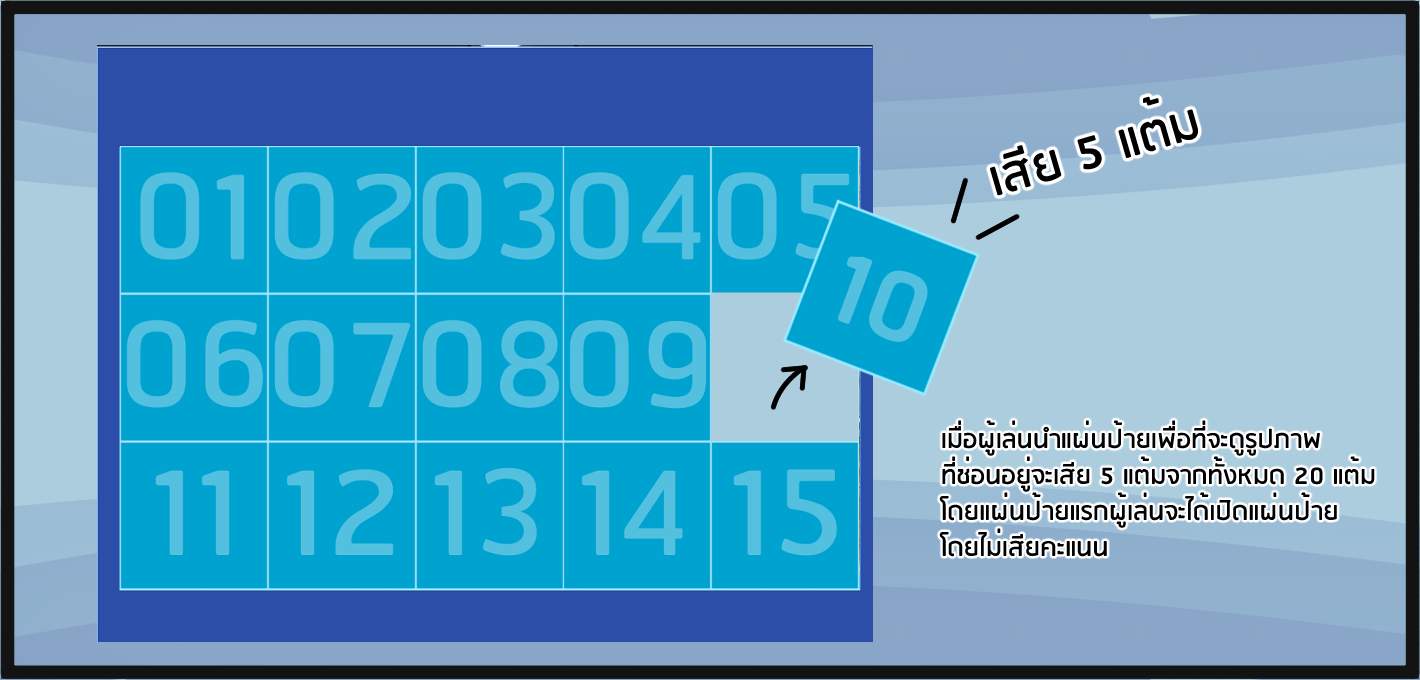 เสีย 5 แต้ม
01 02 03 04 05
10
06 07 08 09
11 12 13 14 15
เมื่อผู้เล่นนำแผ่นป้ายเพื่อที่จะดูรูปภาพ
ที่ซ่อนอยู่จะเสีย 5 แต้มจากทั้งหมด 20 แต้ม
โดยแผ่นป้ายแรกผู้เล่นจะได้เปิดแผ่นป้าย
โดยไม่เสียคะแนน